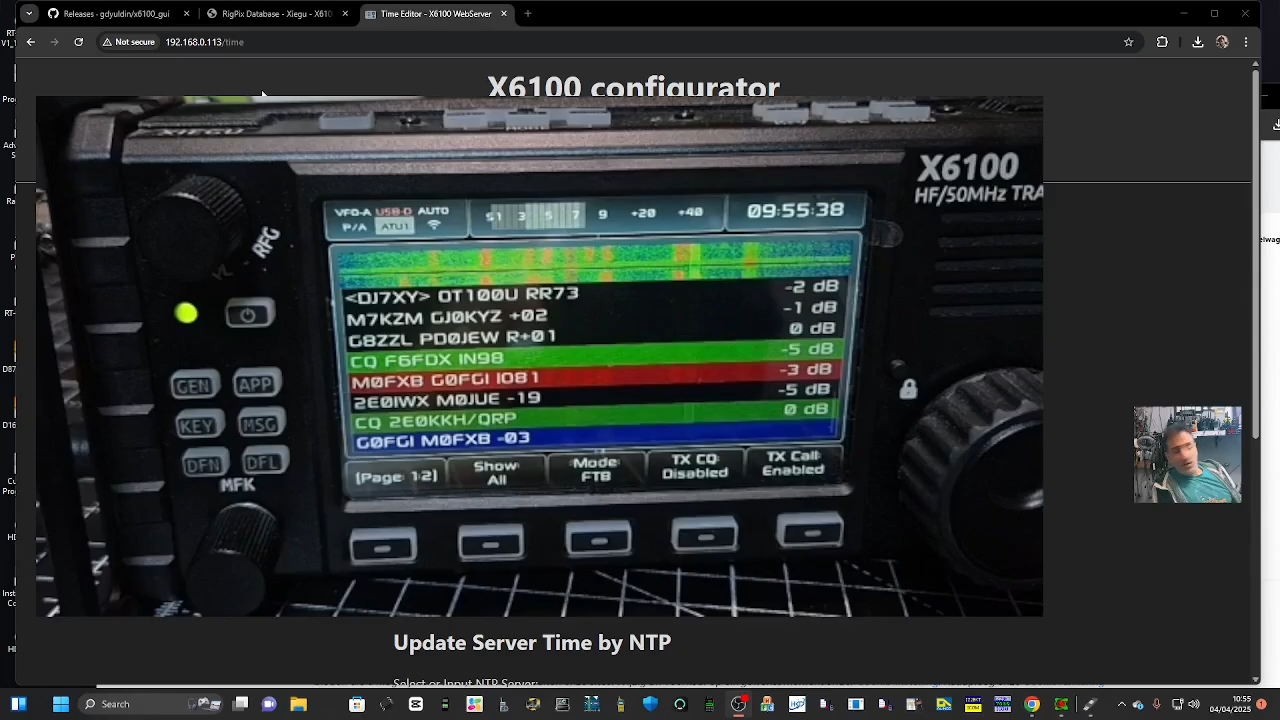 Releases - gdyuldin/x6100_gui
RigPix Database - Xiegu - X610
Time Editor - X6100 WebServer
Not secure
192.168.0.113/time
X6100 configurator
XIEGU
X6100
HF/50MHz TRA
VFO-A USB-D AUTO
P/A ATU1
S1 3 5 7 9 +20 +40
09:55:38
RFG
<DJ7XY> OT100U RR73 -2 dB
M7KZM GJ0KYZ +02 -1 dB
G8ZZL PD0JEW R+01 0 dB
CQ F6FDX IN98 -5 dB
M0FXB G0FGI IO81 -3 dB
2E0IWX M0JUE -19 -5 dB
CQ 2E0KKH/QRP 0 dB
G0FGI M0FXB -03
GEN APP
KEY MSG
DFN DFL
MFK
(Page 1:2)
Show All
Mode FT8
TX CQ: Disabled
TX Call: Enabled
Update Server Time by NTP
Select or Input NTP Server:
Search
10:55
04/04/2025